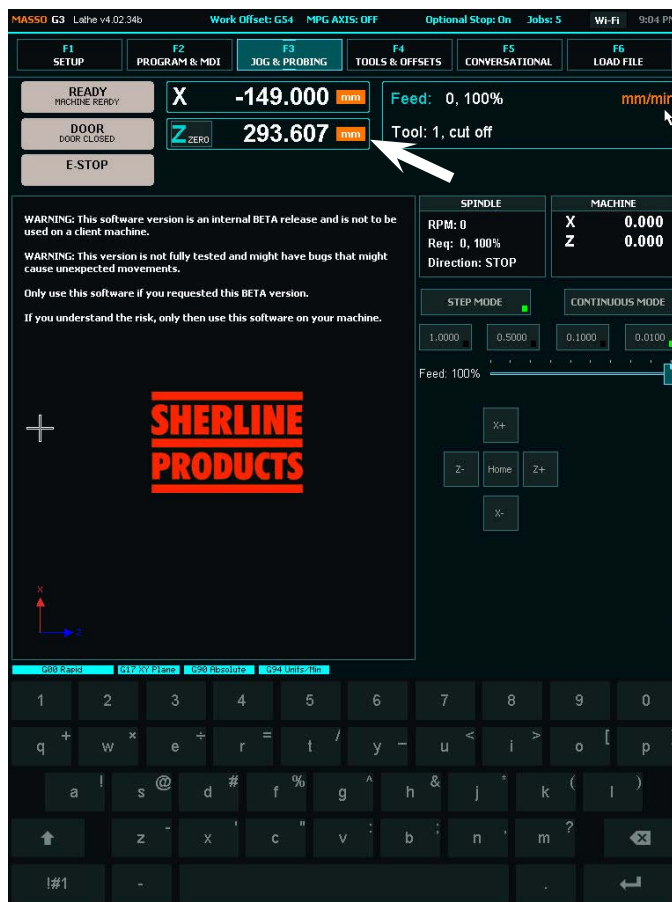 MASSO G3 Lathe v4.02.34b Work Offset: G54 MPG AXIS: OFF Optional Stop: On Jobs: 5 Wi-Fi 9:04 PM
F1 F2 F3 F4 F5 F6
SETUP PROGRAM & MDI JOG & PROBING TOOLS & OFFSETS CONVERSATIONAL LOAD FILE
READY
MACHINE READY
X -149.000 mm
Feed: 0, 100% mm/min
DOOR
DOOR CLOSED
Z ZERO 293.607 mm
Tool: 1, cut off
E-STOP
WARNING: This software version is an internal BETA release and is not to be
used on a client machine.
WARNING: This version is not fully tested and might have bugs that might
cause unexpected movements.
Only use this software if you requested this BETA version.
If you understand the risk, only then use this software on your machine.
SHERLINE
PRODUCTS
X
Z
SPINDLE
RPM: 0
Req: 0, 100%
Direction: STOP
MACHINE
X 0.000
Z 0.000
STEP MODE CONTINUOUS MODE
1.0000 0.5000 0.1000 0.0100
Feed: 100%
X+
Z- Home Z+
X-
G00 Rapid G17 XY Plane G90 Absolute G94 Units/Min
1 2 3 4 5 6 7 8 9 0
q + w × e ÷ r = t / y _ u < i > o [ p
a ! s @ d # f % g ^ h & j * k ( l )
z - x ' c " v : b ; n , m ?
!#1 - .